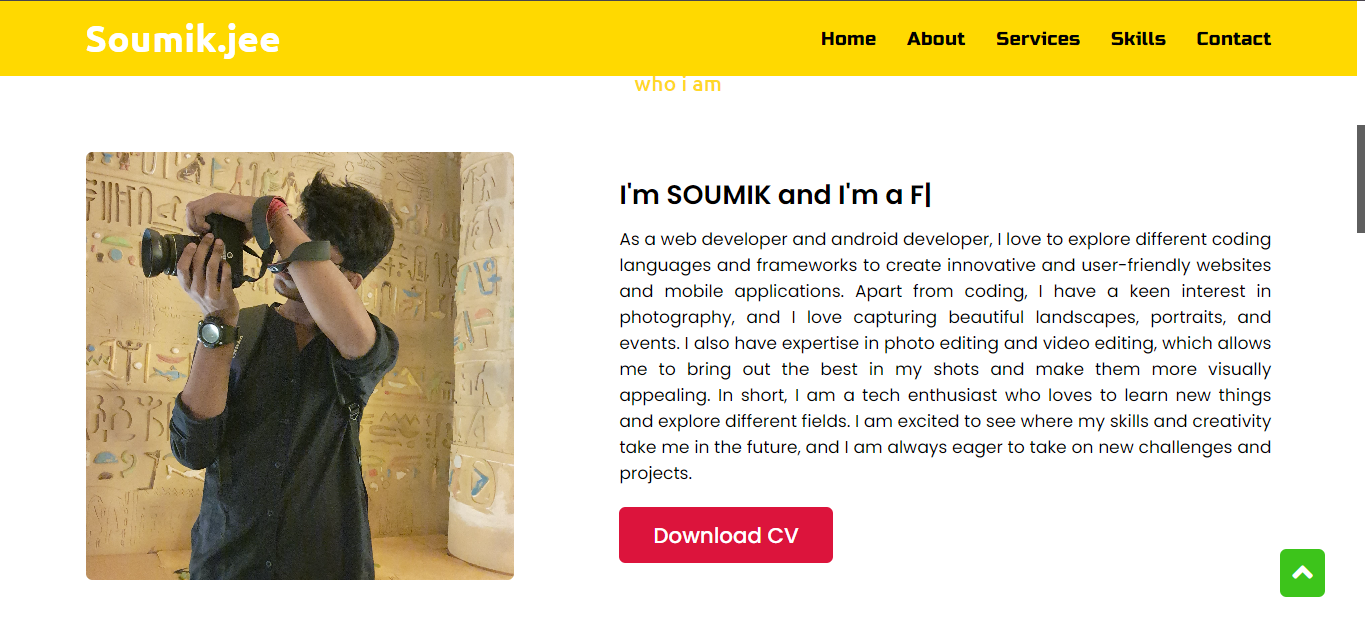 Soumik.jee
Home About Services Skills Contact
who i am
I'm SOUMIK and I'm a F|
As a web developer and android developer, I love to explore different coding
languages and frameworks to create innovative and user-friendly websites
and mobile applications. Apart from coding, I have a keen interest in
photography, and I love capturing beautiful landscapes, portraits, and
events. I also have expertise in photo editing and video editing, which allows
me to bring out the best in my shots and make them more visually
appealing. In short, I am a tech enthusiast who loves to learn new things
and explore different fields. I am excited to see where my skills and creativity
take me in the future, and I am always eager to take on new challenges and
projects.
Download CV